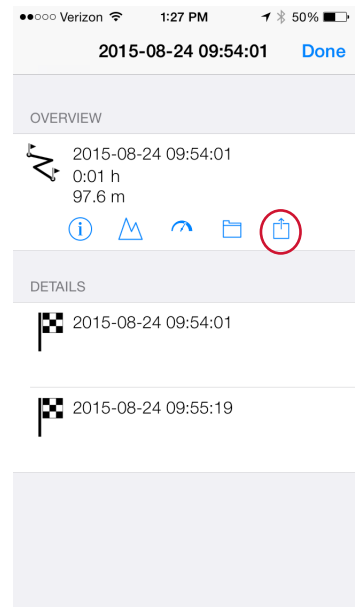 Verizon 1:27 PM 50%
2015-08-24 09:54:01 Done
OVERVIEW
2015-08-24 09:54:01
0:01 h
97.6 m
DETAILS
2015-08-24 09:54:01
2015-08-24 09:55:19